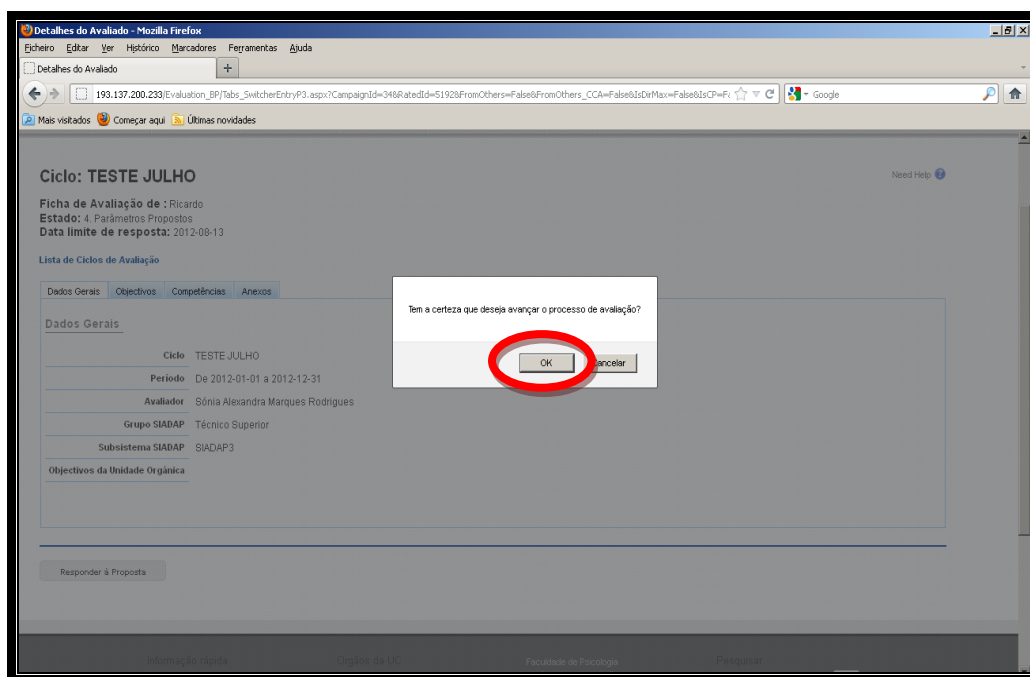 Detalhes do Avaliado - Mozilla Firefox
Ficheiro Editar Ver Histórico Marcadores Ferramentas Ajuda
Detalhes do Avaliado
193.137.200.233/Evaluation_BP/Tabs_SwitcherEntryP3.aspx?CampaignId=34&RatedId=5192&FromOthers=False&FromOthers_CCA=False&IsDirMax=False&IsCP=F Google
Mais visitados Começar aqui Últimas novidades
Ciclo: TESTE JULHO
Need Help
Ficha de Avaliação de : Ricardo
Estado: 4. Parâmetros Propostos
Data limite de resposta: 2012-08-13
Lista de Ciclos de Avaliação
Dados Gerais Objectivos Competências Anexos
Tem a certeza que deseja avançar o processo de avaliação?
OK Cancelar
Dados Gerais
Ciclo TESTE JULHO
Período De 2012-01-01 a 2012-12-31
Avaliador Sónia Alexandra Marques Rodrigues
Grupo SIADAP Técnico Superior
Subsistema SIADAP SIADAP3
Objectivos da Unidade Orgânica
Responder à Proposta
Informação rápida Orgãos da UC Faculdade de Psicologia Pesquisar